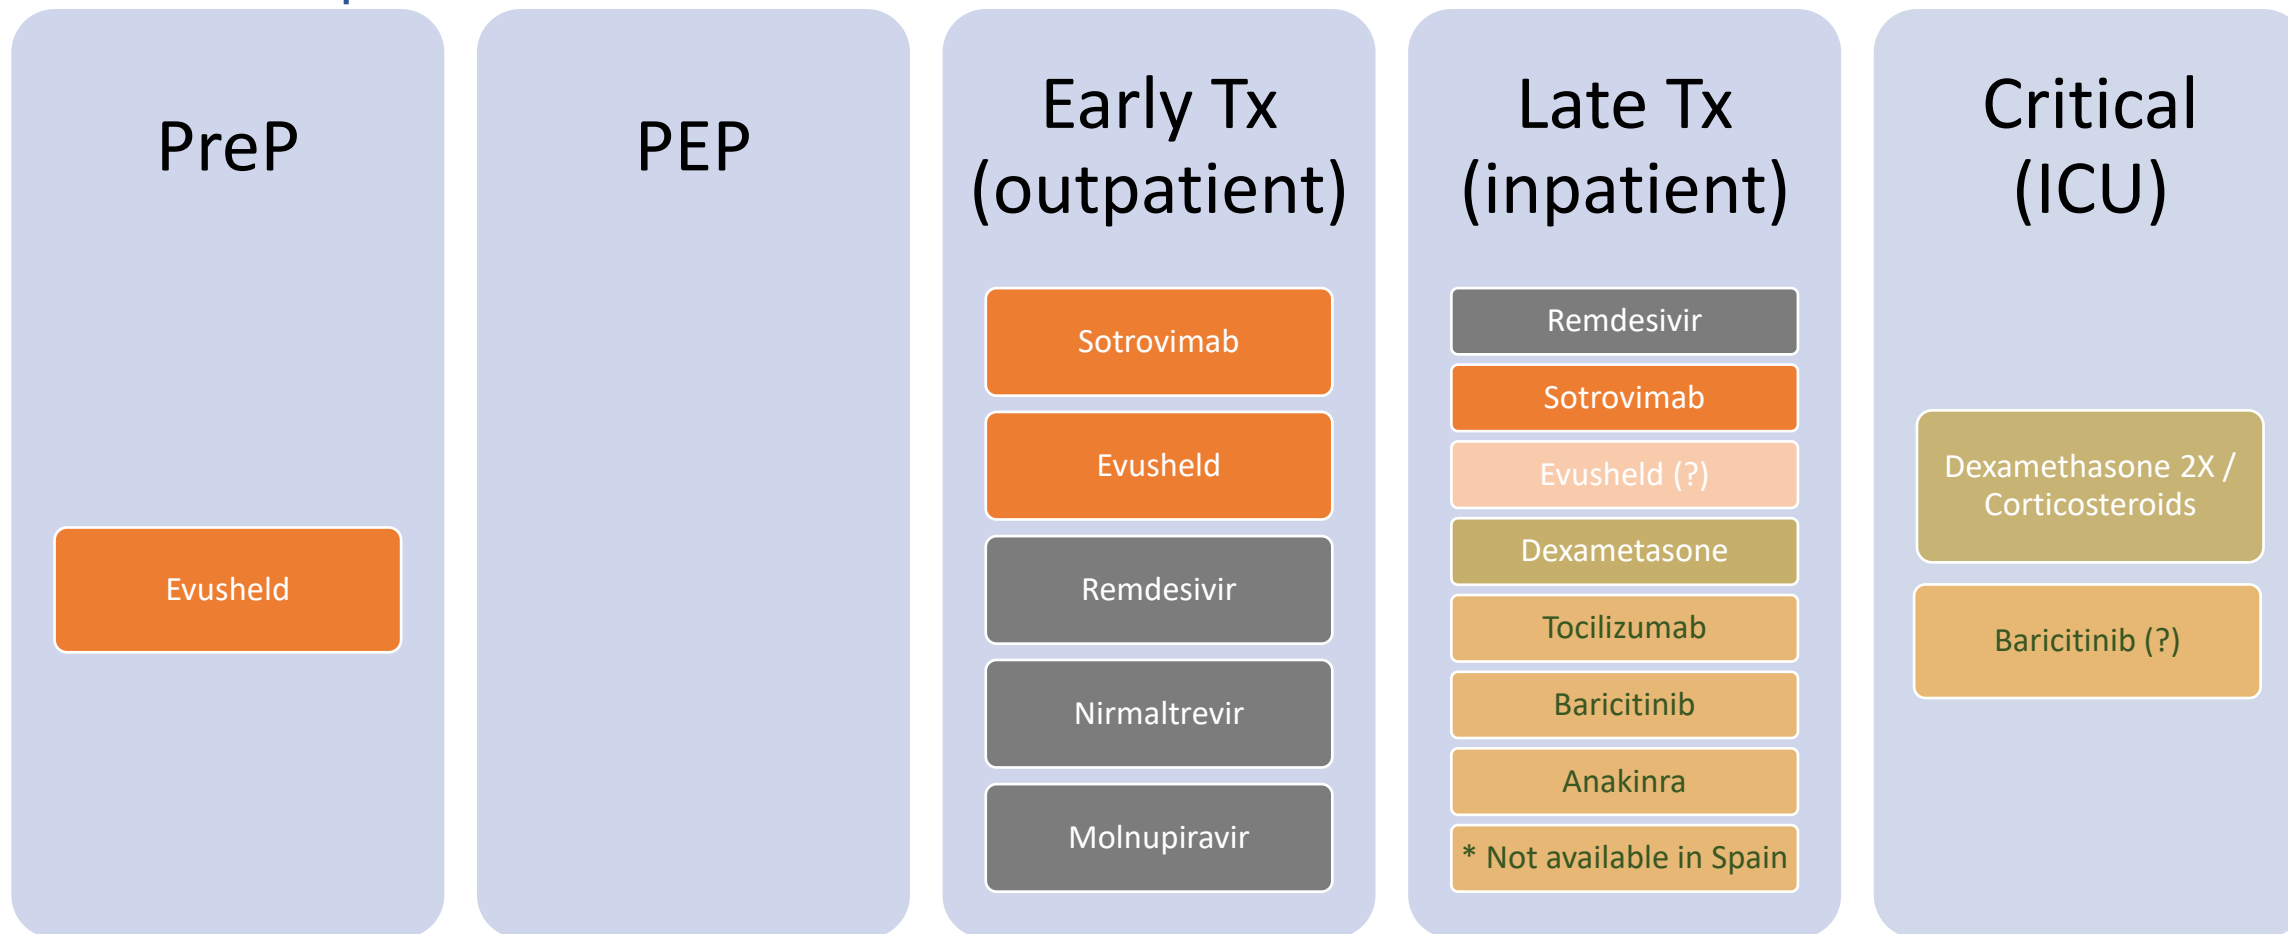 PreP
Evusheld
PEP
Early Tx
(outpatient)
Sotrovimab
Evusheld
Remdesivir
Nirmaltrevir
Molnupiravir
Late Tx
(inpatient)
Remdesivir
Sotrovimab
Evusheld (?)
Dexametasone
Tocilizumab
Baricitinib
Anakinra
* Not available in Spain
Critical
(ICU)
Dexamethasone 2X /
Corticosteroids
Baricitinib (?)